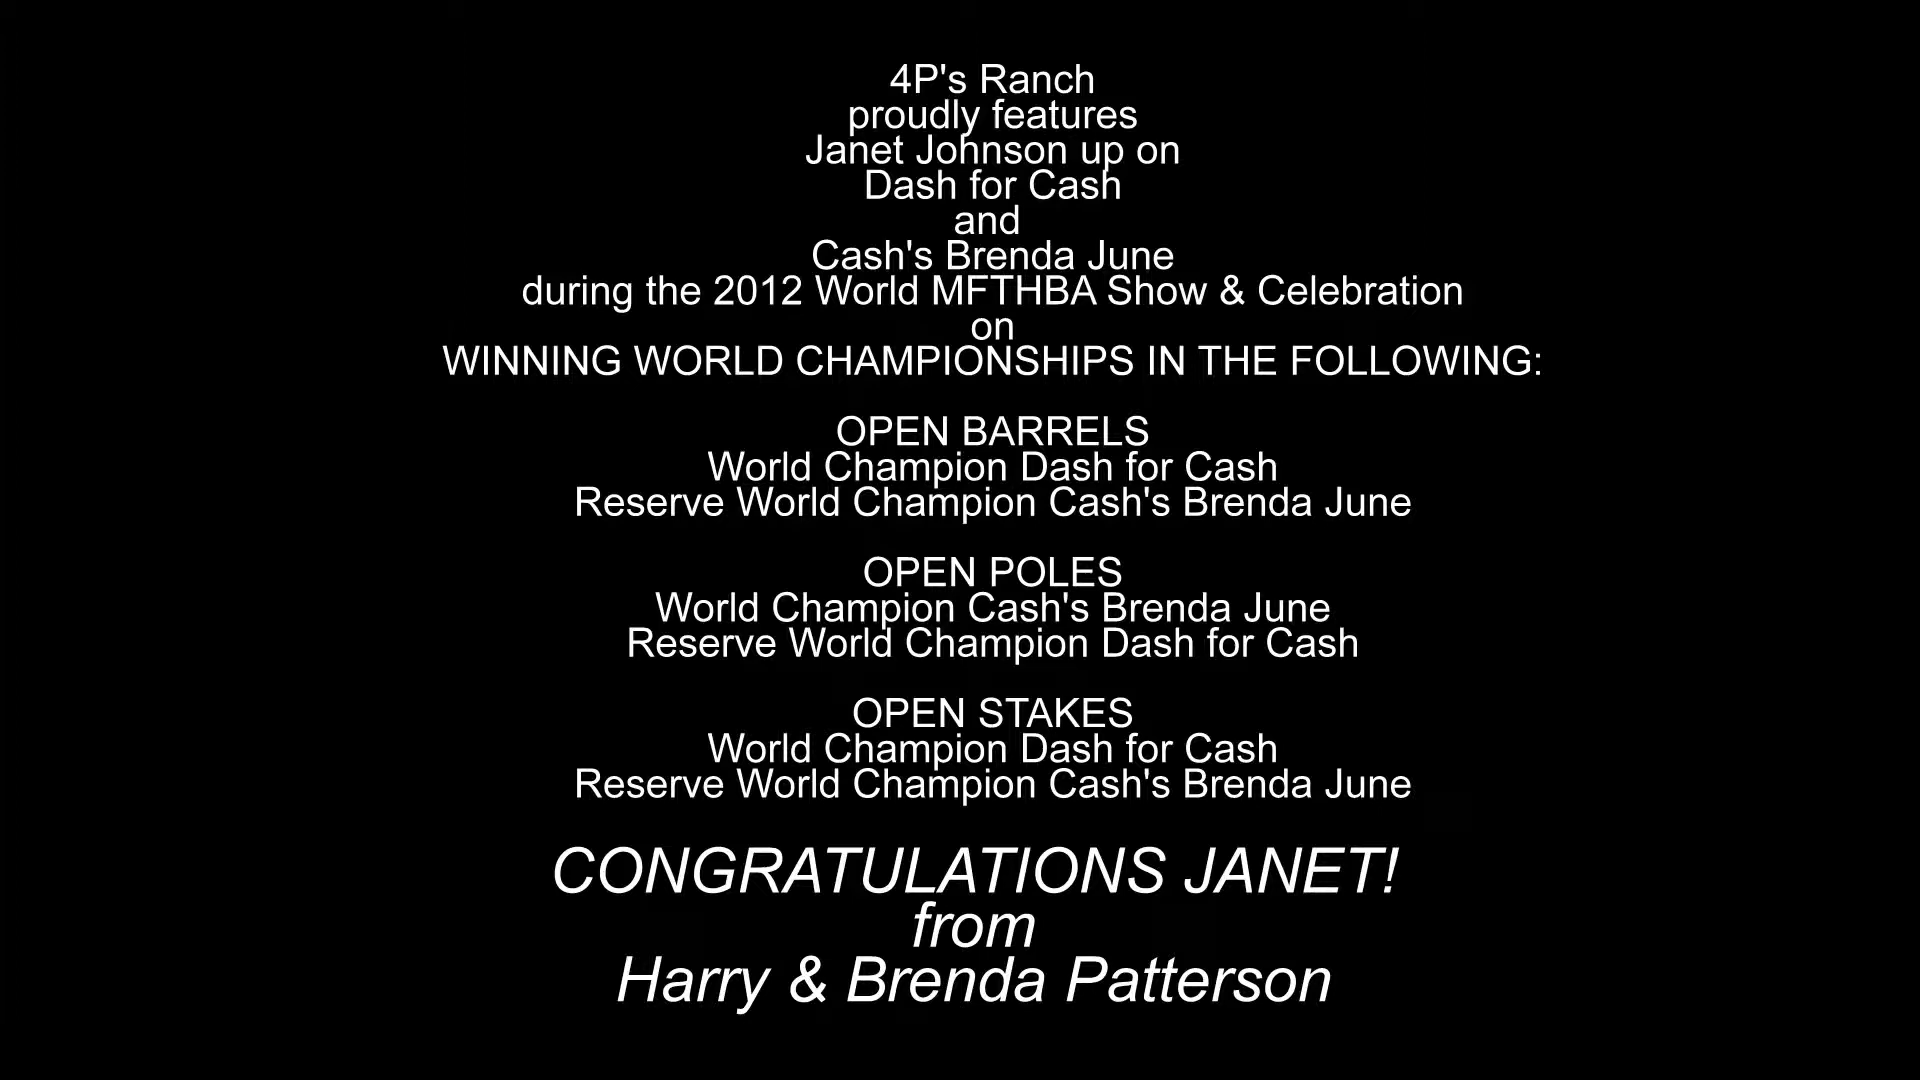 4P's Ranch
proudly features
Janet Johnson up on
Dash for Cash
and
Cash's Brenda June
during the 2012 World MFTHBA Show & Celebration
on
WINNING WORLD CHAMPIONSHIPS IN THE FOLLOWING:
OPEN BARRELS
World Champion Dash for Cash
Reserve World Champion Cash's Brenda June
OPEN POLES
World Champion Cash's Brenda June
Reserve World Champion Dash for Cash
OPEN STAKES
World Champion Dash for Cash
Reserve World Champion Cash's Brenda June
CONGRATULATIONS JANET!
from
Harry & Brenda Patterson